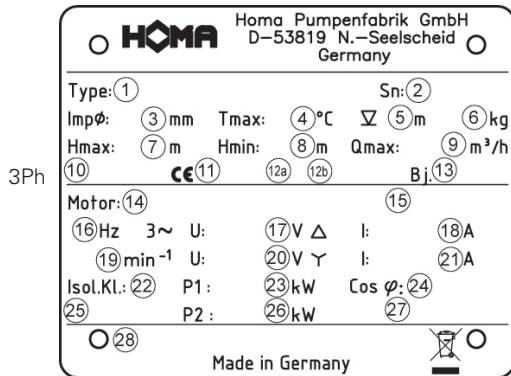 HOMA
Homa Pumpenfabrik GmbH
D-53819 N.-Seelscheid
Germany
Type: 1 Sn: 2
ImpØ: 3 mm Tmax: 4 °C 5 m 6 kg
Hmax: 7 m Hmin: 8 m Qmax: 9 m³/h
3Ph
10 CE 11 12a 12b Bj. 13
Motor: 14 15
16 Hz 3~ U: 17 V △ I: 18 A
19 min⁻¹ U: 20 V Y I: 21 A
Isol.Kl.: 22 P1: 23 kW Cos φ: 24
25 P2: 26 kW 27
28
Made in Germany